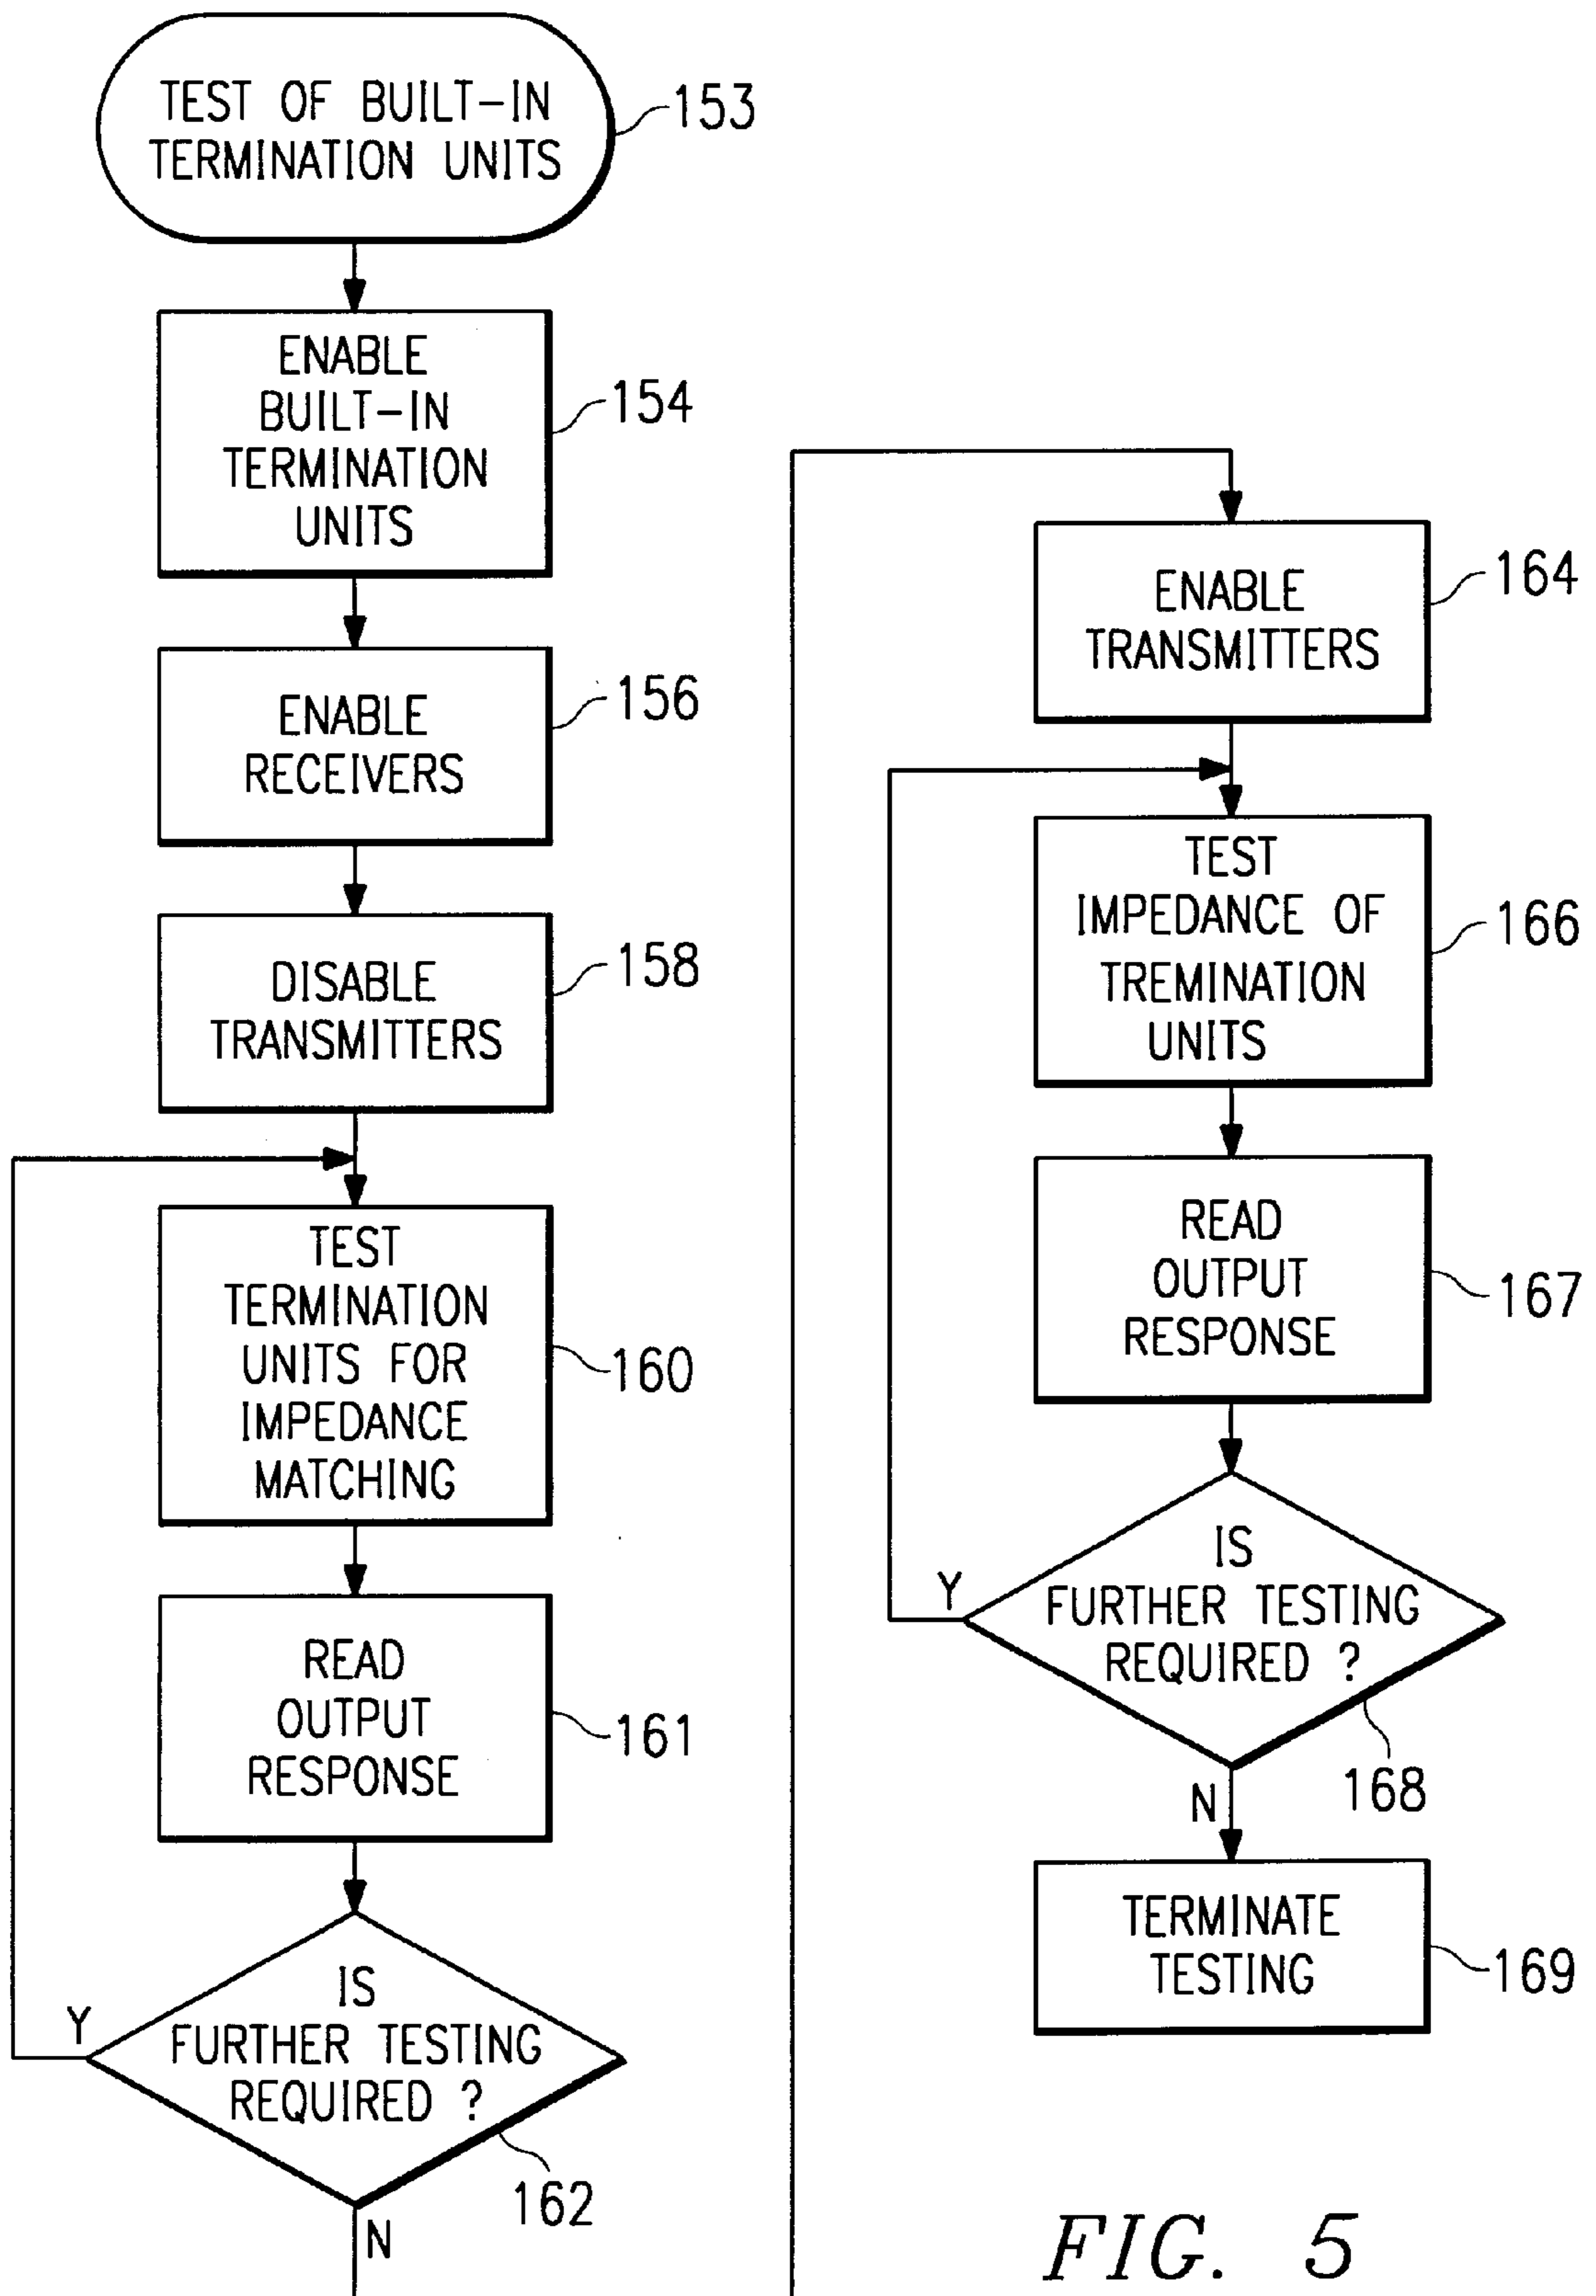 TEST OF BUILT-IN
TERMINATION UNITS
153
ENABLE
BUILT-IN
TERMINATION
UNITS
154
ENABLE
RECEIVERS
156
DISABLE
TRANSMITTERS
158
TEST
TERMINATION
UNITS FOR
IMPEDANCE
MATCHING
160
READ
OUTPUT
RESPONSE
161
IS
FURTHER TESTING
REQUIRED ?
Y
162
N
ENABLE
TRANSMITTERS
164
TEST
IMPEDANCE OF
TREMINATION
UNITS
166
READ
OUTPUT
RESPONSE
167
IS
FURTHER TESTING
REQUIRED ?
Y
168
N
TERMINATE
TESTING
169
FIG. 5